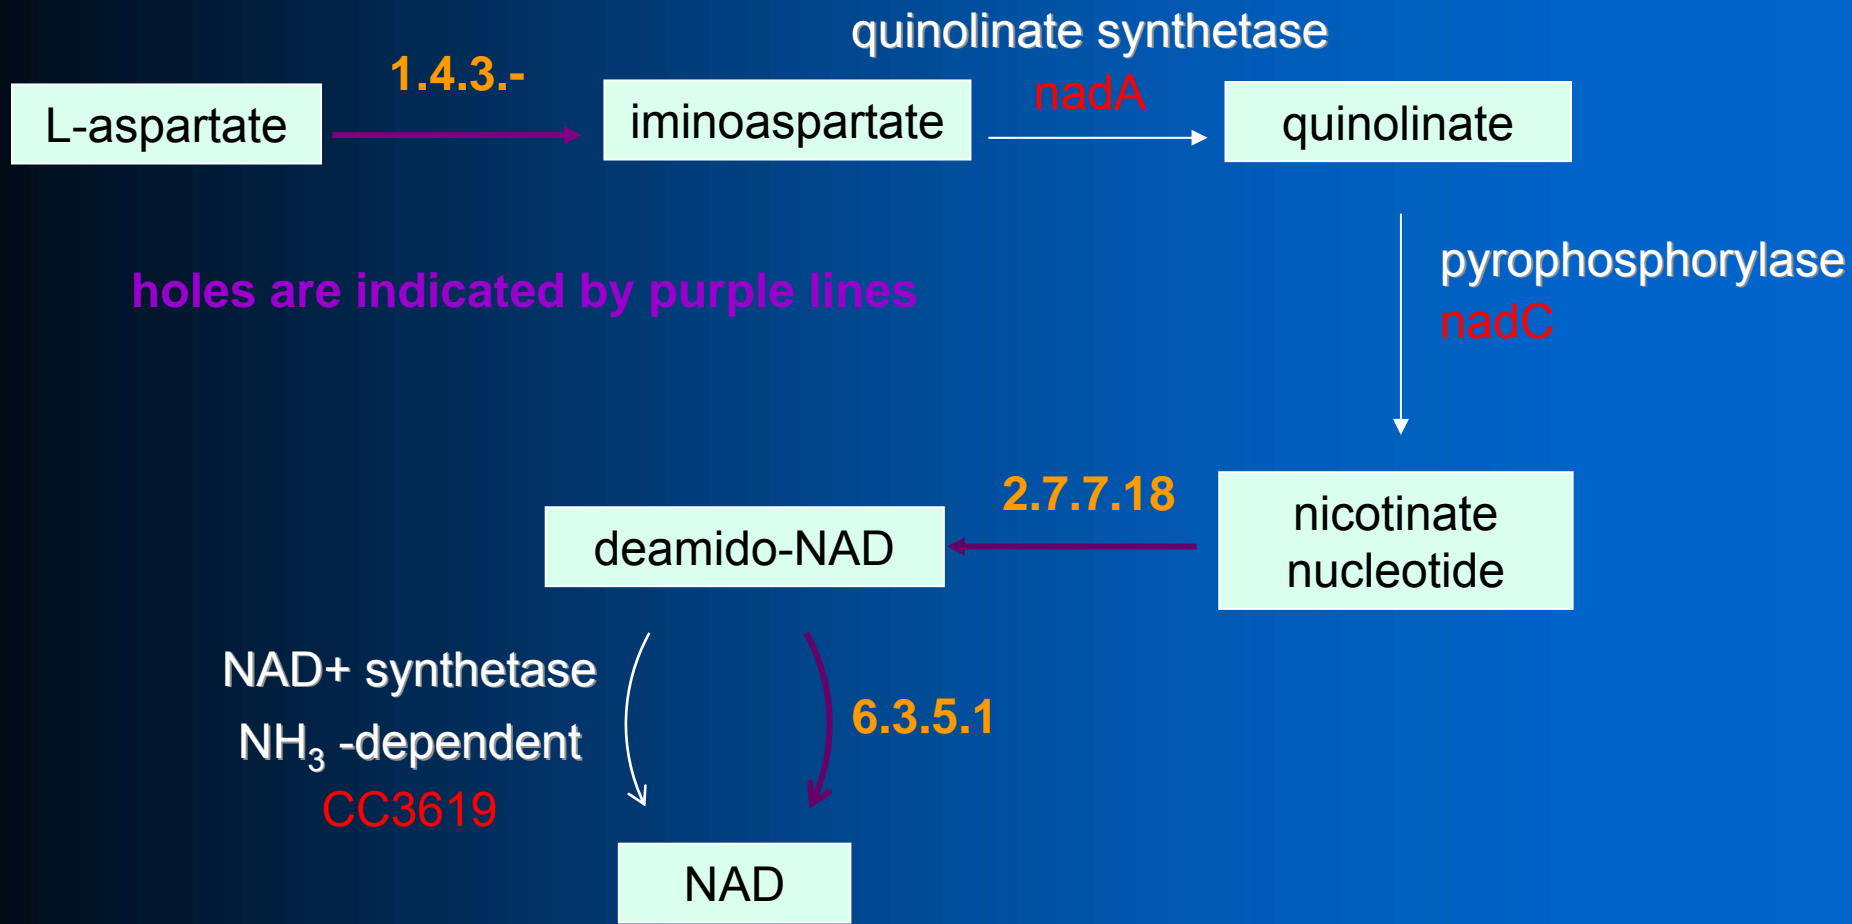 quinolinate synthetase
1.4.3.-
nadA
L-aspartate
iminoaspartate
quinolinate
holes are indicated by purple lines
pyrophosphorylase
nadC
2.7.7.18
nicotinate
nucleotide
deamido-NAD
NAD+ synthetase
NH₃ -dependent
CC3619
6.3.5.1
NAD